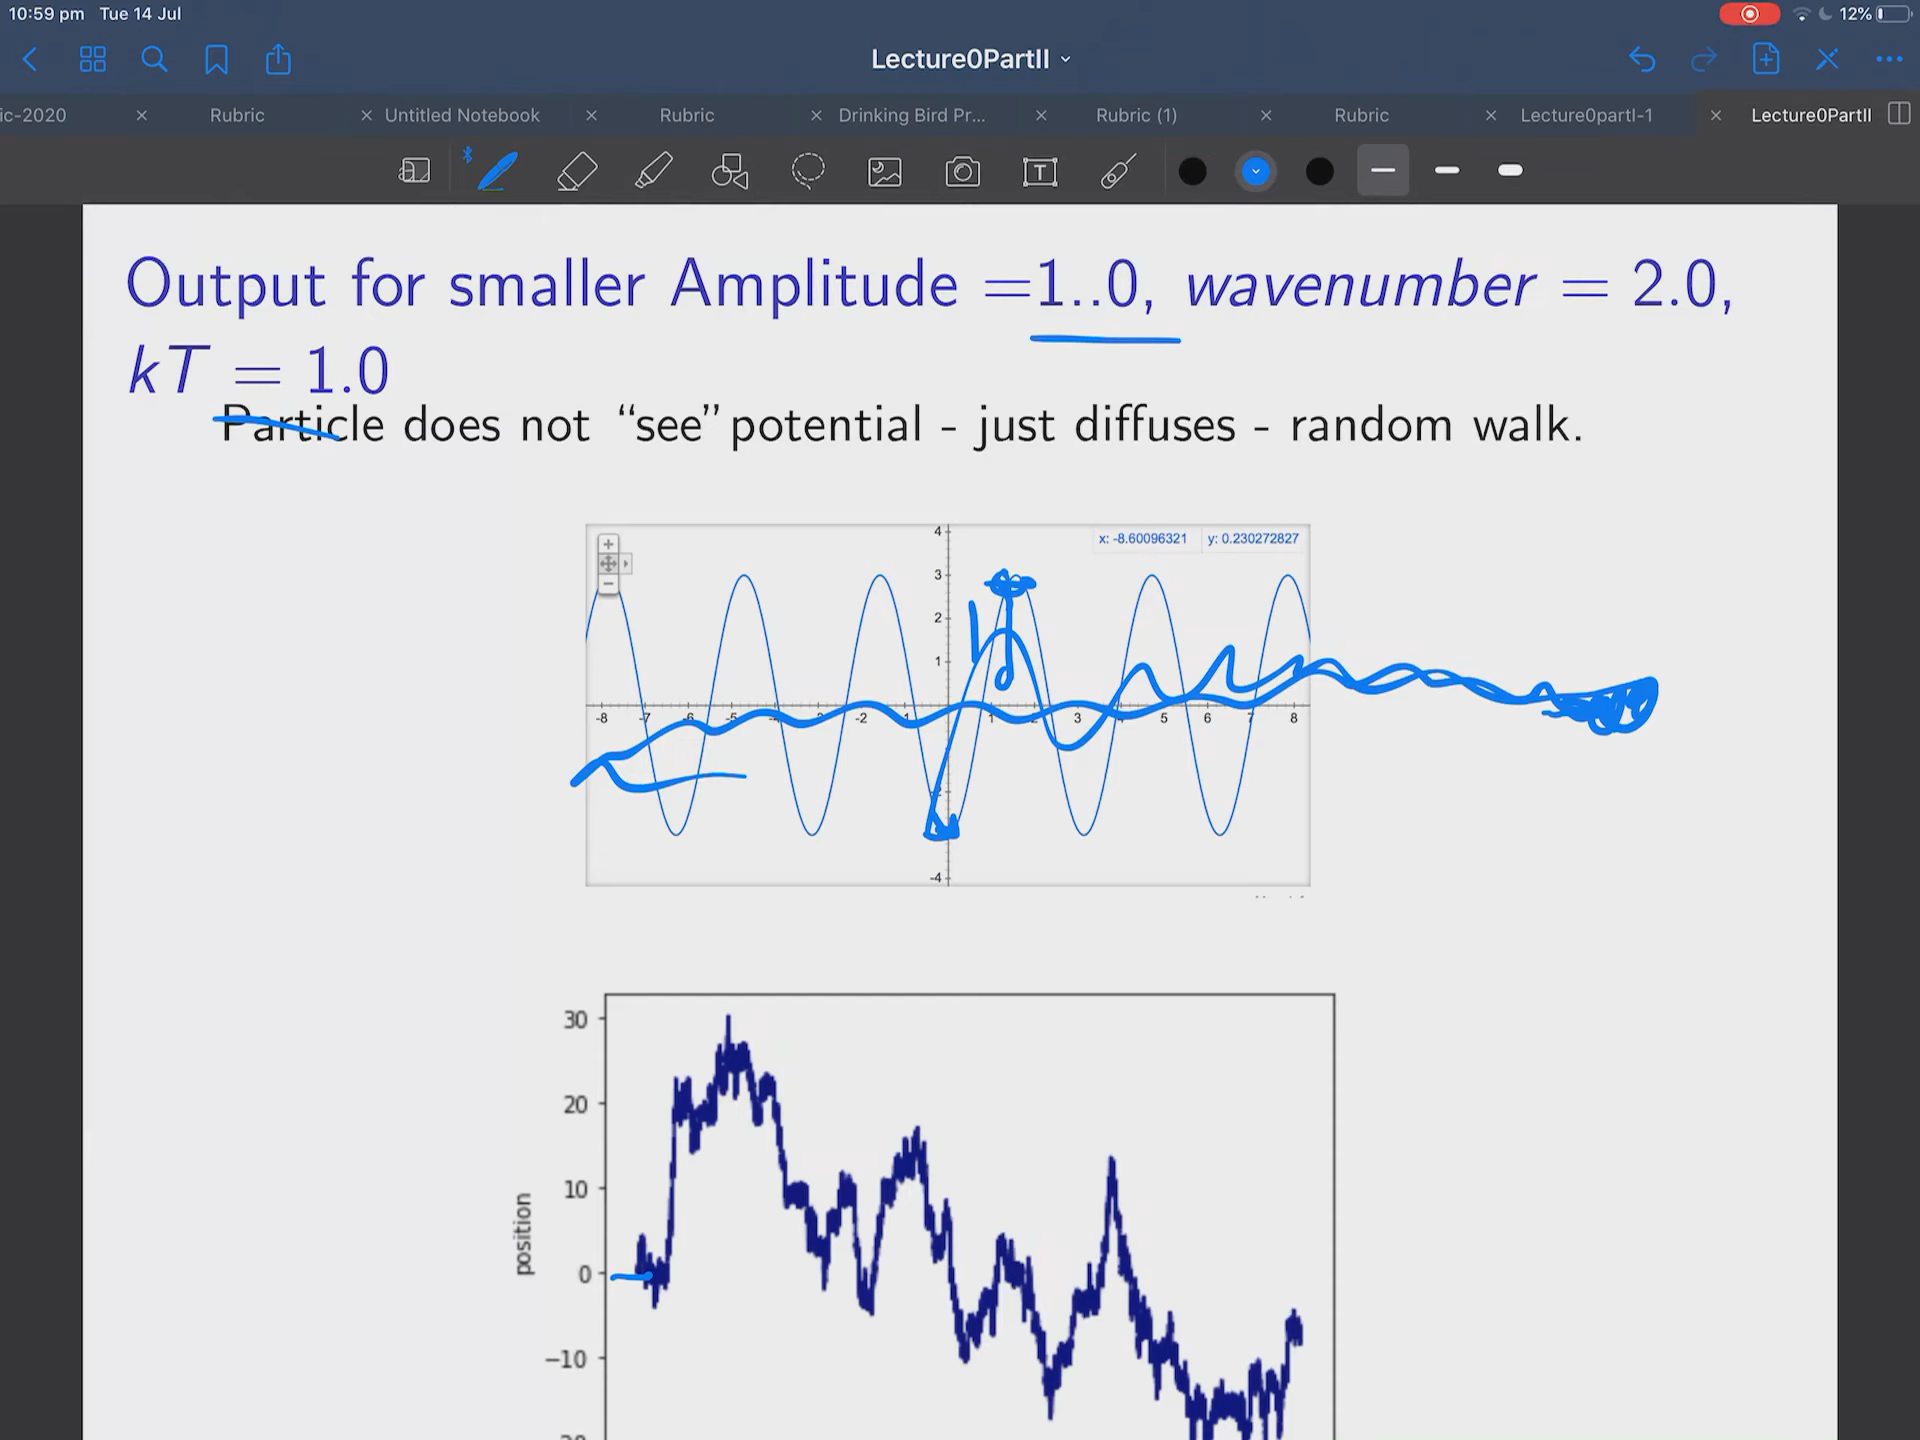 10:59 pm Tue 14 Jul
12%
Lecture0PartII
ic-2020 Rubric Untitled Notebook Rubric Drinking Bird Pr... Rubric (1) Rubric Lecture0partI-1 Lecture0PartII
T
Output for smaller Amplitude =1..0, wavenumber = 2.0,
kT = 1.0
Particle does not “see” potential - just diffuses - random walk.
x: -8.60096321 y: 0.230272827
4
3
2
1
-8 -7 -6 -5 -2 1 3 5 6 7 8
-4
30
20
10
0
−10
position